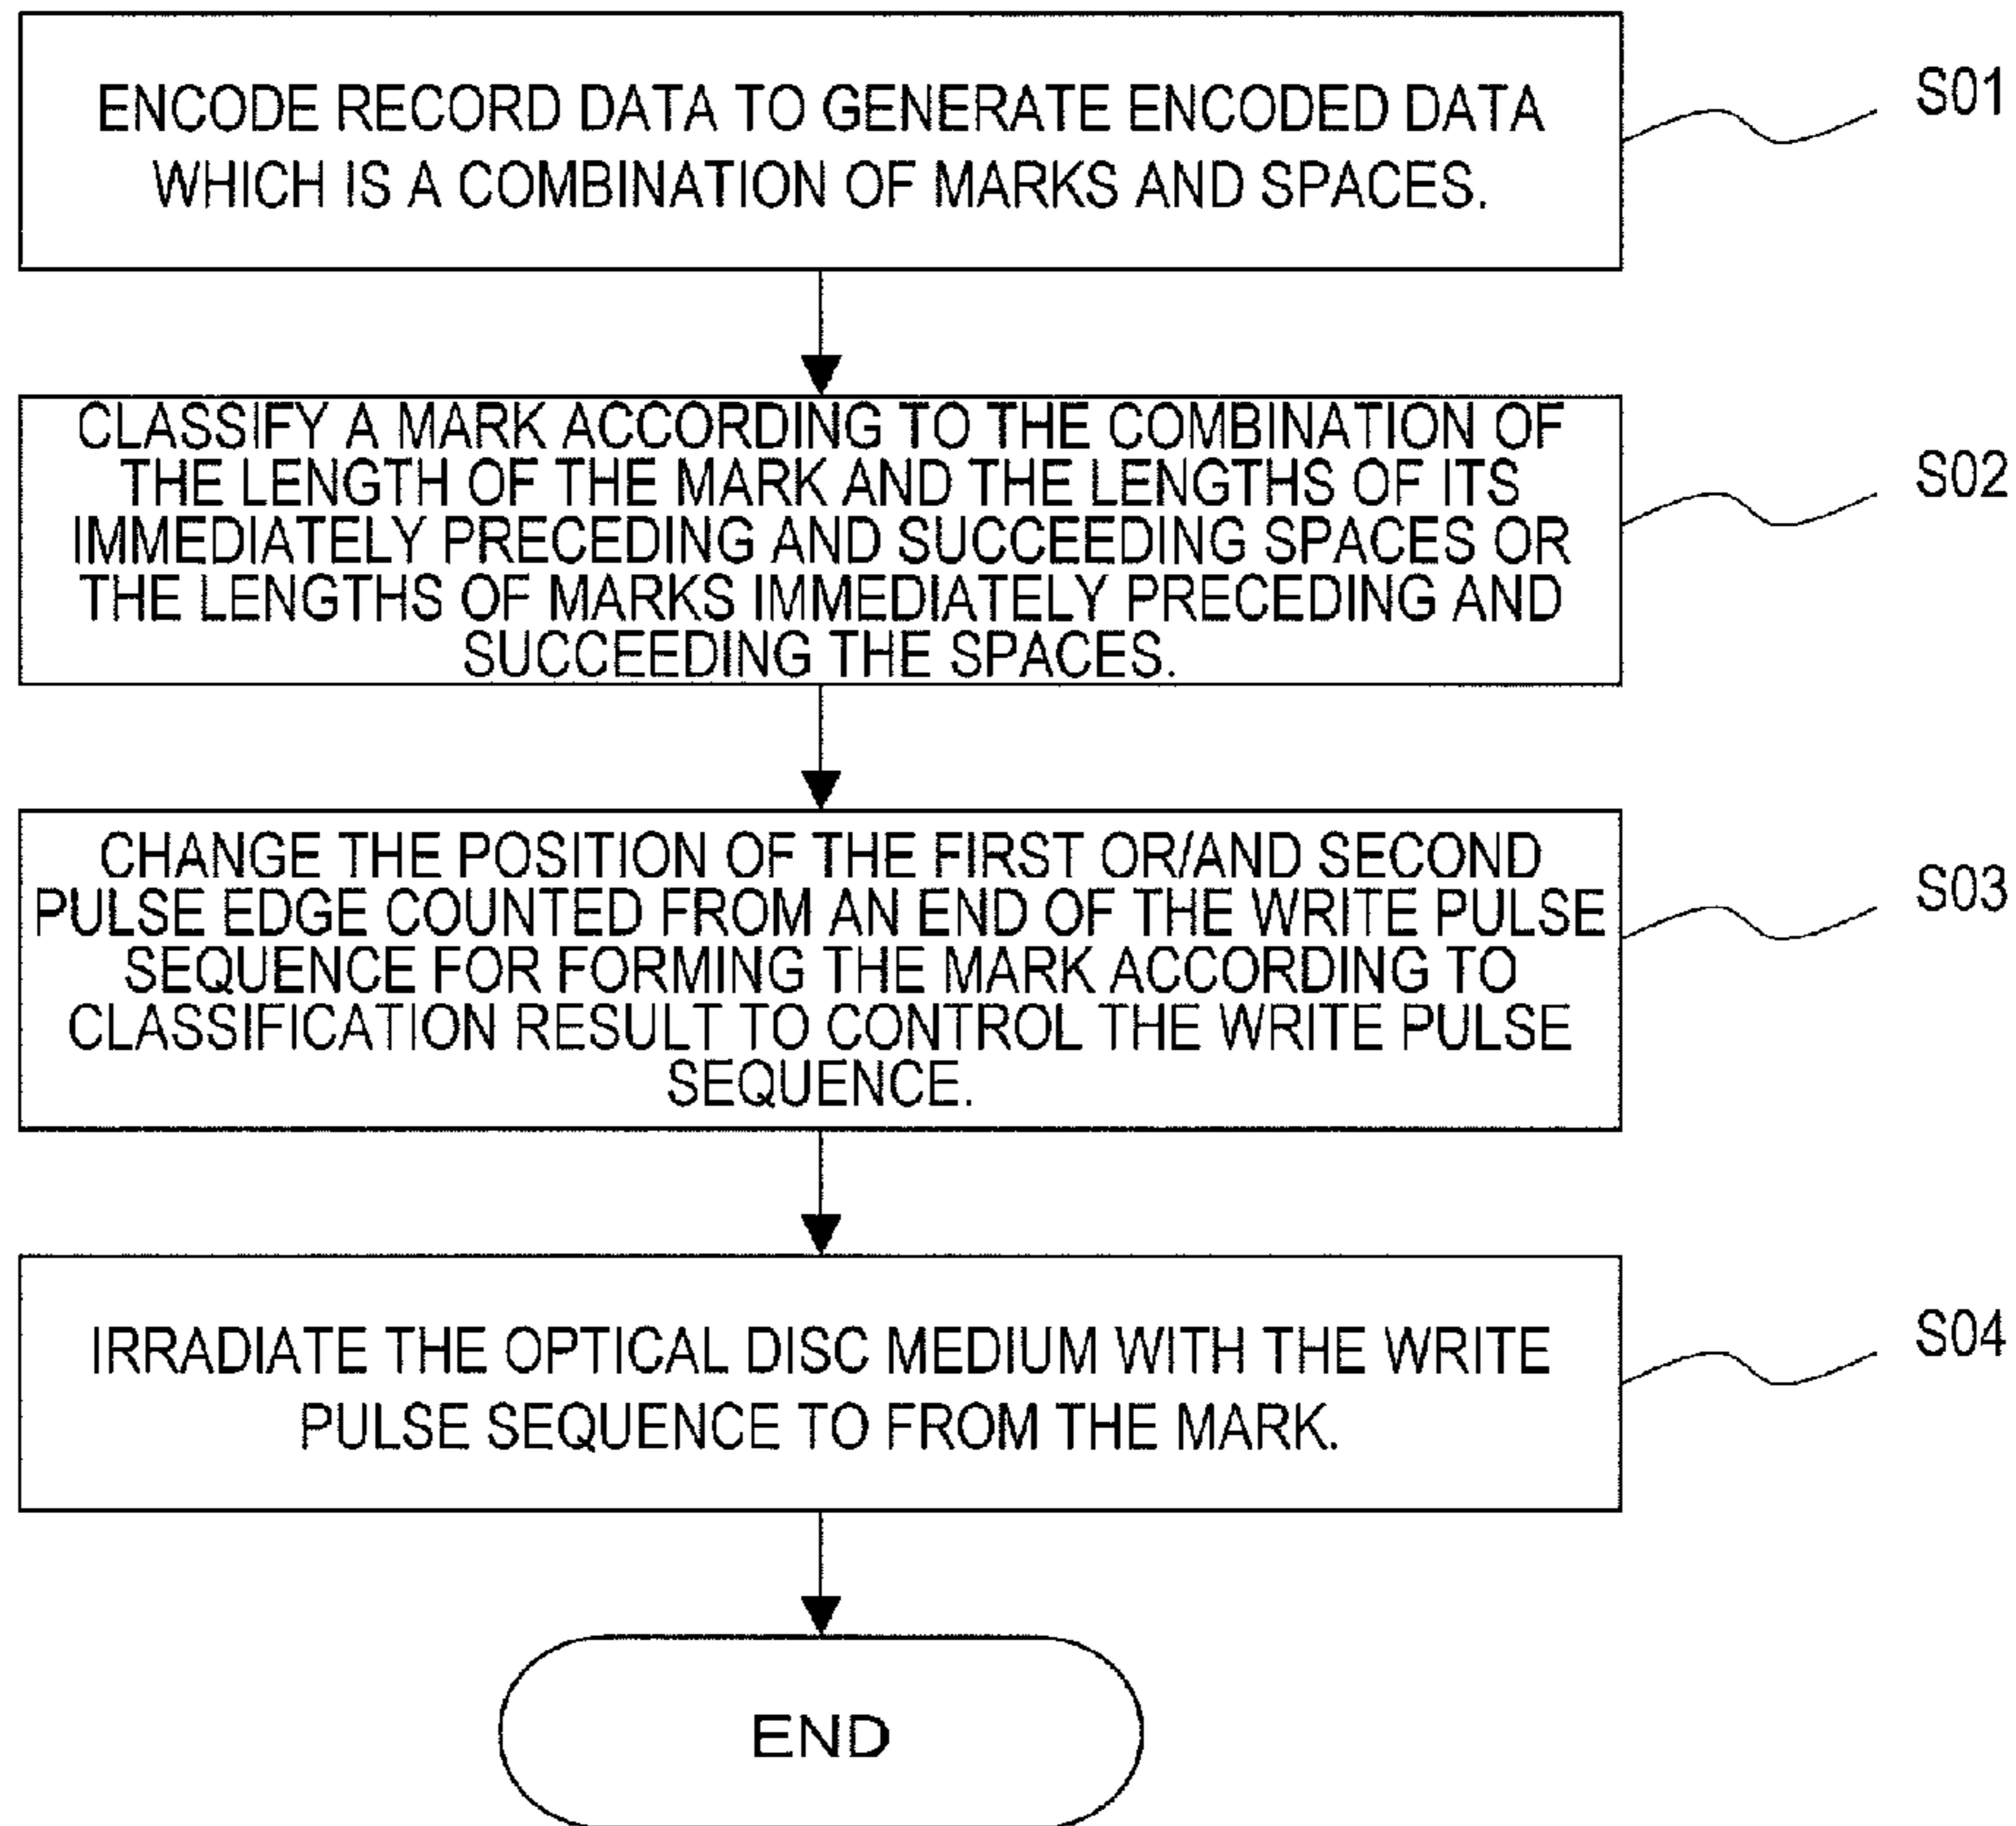 ENCODE RECORD DATA TO GENERATE ENCODED DATA
WHICH IS A COMBINATION OF MARKS AND SPACES.
S01
CLASSIFY A MARK ACCORDING TO THE COMBINATION OF
THE LENGTH OF THE MARK AND THE LENGTHS OF ITS
IMMEDIATELY PRECEDING AND SUCCEEDING SPACES OR
THE LENGTHS OF MARKS IMMEDIATELY PRECEDING AND
SUCCEEDING THE SPACES.
S02
CHANGE THE POSITION OF THE FIRST OR/AND SECOND
PULSE EDGE COUNTED FROM AN END OF THE WRITE PULSE
SEQUENCE FOR FORMING THE MARK ACCORDING TO
CLASSIFICATION RESULT TO CONTROL THE WRITE PULSE
SEQUENCE.
S03
IRRADIATE THE OPTICAL DISC MEDIUM WITH THE WRITE
PULSE SEQUENCE TO FROM THE MARK.
S04
END